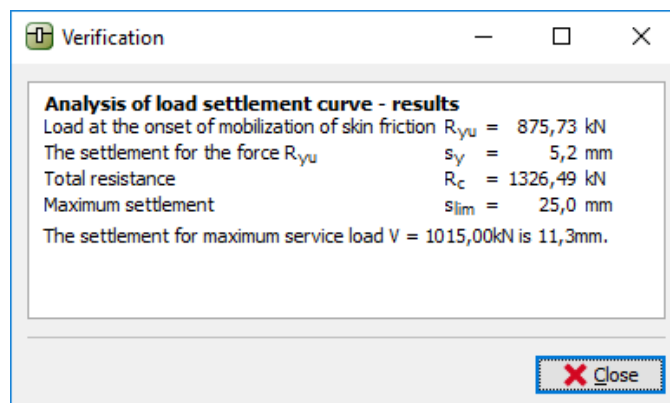 Verification
Analysis of load settlement curve - results
Load at the onset of mobilization of skin friction Ryu = 875,73 kN
The settlement for the force Ryu sy = 5,2 mm
Total resistance Rc = 1326,49 kN
Maximum settlement slim = 25,0 mm
The settlement for maximum service load V = 1015,00kN is 11,3mm.
Close